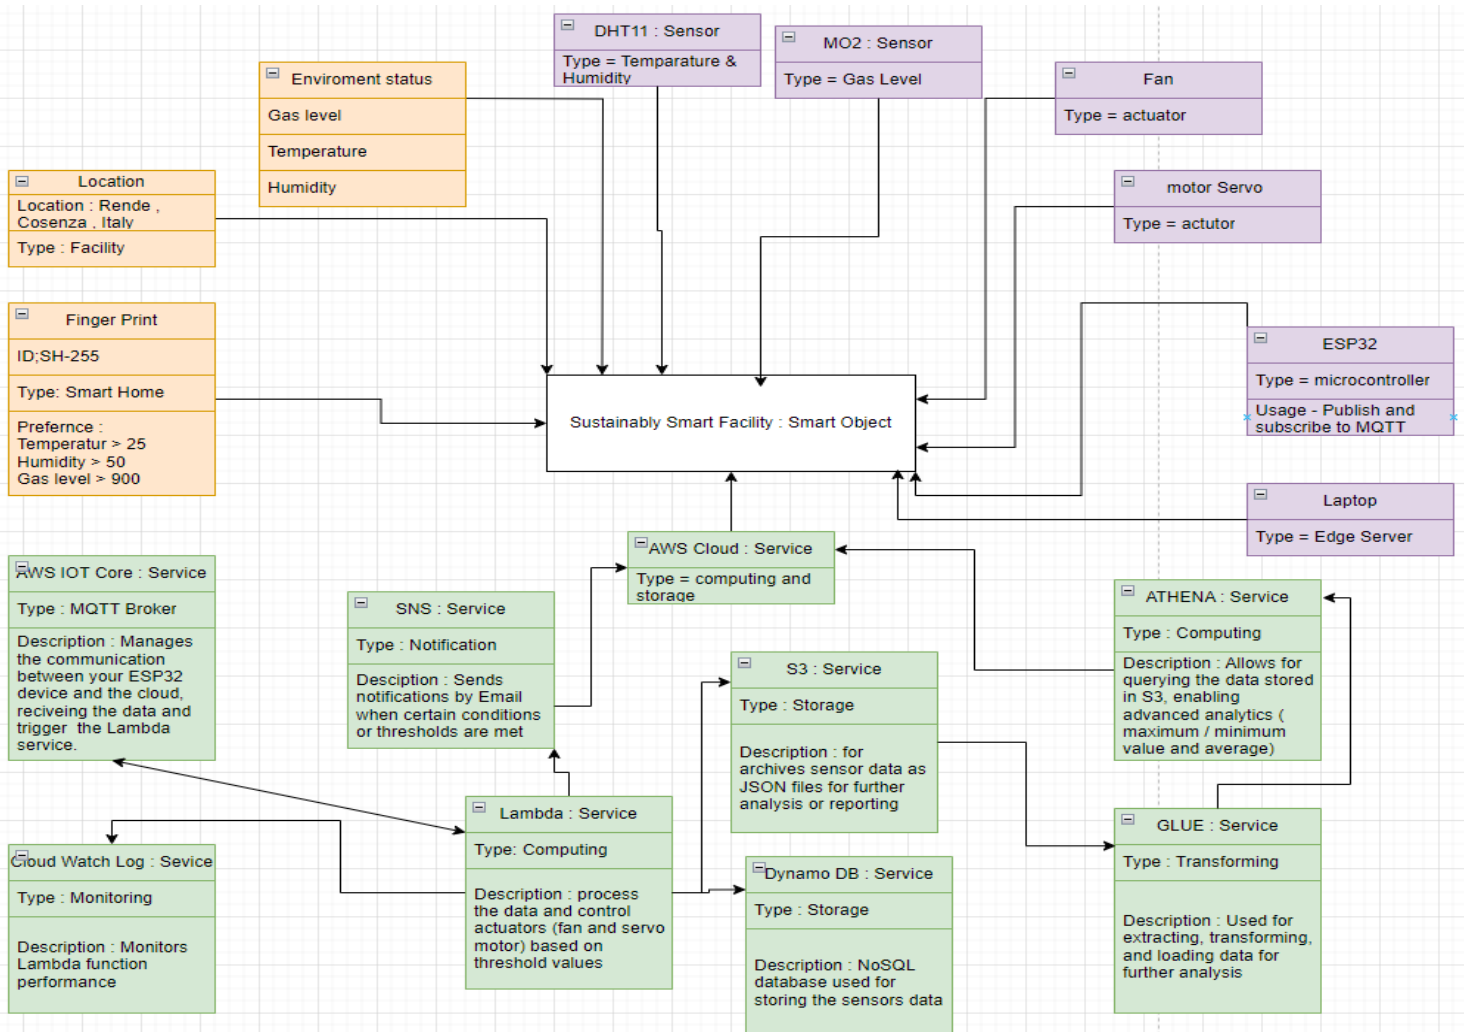 DHT11 : Sensor
Type = Temparature &
Humidity
MO2 : Sensor
Type = Gas Level
Enviroment status
Gas level
Temperature
Humidity
Fan
Type = actuator
Location
Location : Rende ,
Cosenza , Italy
Type : Facility
motor Servo
Type = actutor
Finger Print
ID;SH-255
Type: Smart Home
Prefernce :
Temperatur > 25
Humidity > 50
Gas level > 900
ESP32
Type = microcontroller
Usage - Publish and
subscribe to MQTT
Sustainably Smart Facility : Smart Object
Laptop
Type = Edge Server
AWS Cloud : Service
Type = computing and
storage
AWS IOT Core : Service
Type : MQTT Broker
Description : Manages
the communication
between your ESP32
device and the cloud,
reciveing the data and
trigger the Lambda
service.
SNS : Service
Type : Notification
Desciption : Sends
notifications by Email
when certain conditions
or thresholds are met
S3 : Service
Type : Storage
Description : for
archives sensor data as
JSON files for further
analysis or reporting
ATHENA : Service
Type : Computing
Description : Allows for
querying the data stored
in S3, enabling
advanced analytics (
maximum / minimum
value and average)
Lambda : Service
Type: Computing
Description : process
the data and control
actuators (fan and servo
motor) based on
threshold values
Cloud Watch Log : Sevice
Type : Monitoring
Description : Monitors
Lambda function
performance
Dynamo DB : Service
Type : Storage
Description : NoSQL
database used for
storing the sensors data
GLUE : Service
Type : Transforming
Description : Used for
extracting, transforming,
and loading data for
further analysis